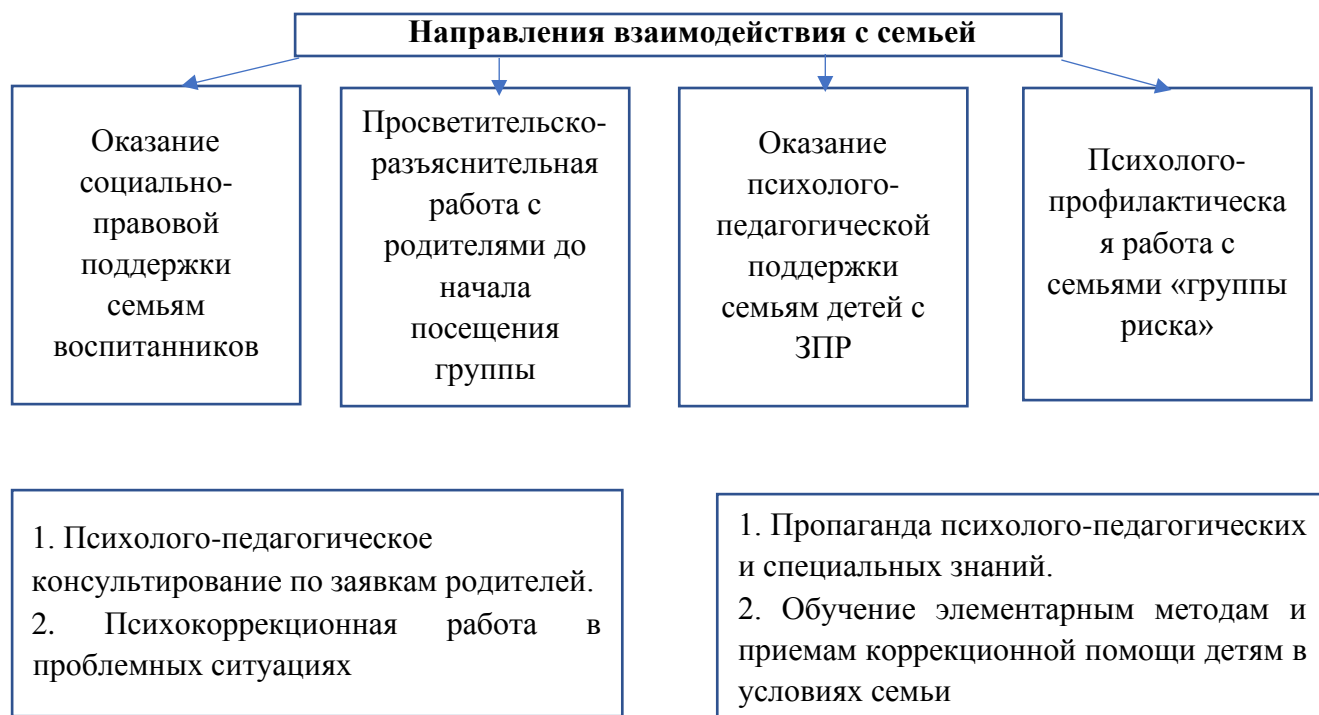 Направления взаимодействия с семьей
Оказание
социально-
правовой
поддержки
семьям
воспитанников
Просветительско-
разъяснительная
работа с
родителями до
начала
посещения
группы
Оказание
психолого-
педагогической
поддержки
семьям детей с
ЗПР
Психолого-
профилактическа
я работа с
семьями «группы
риска»
1. Психолого-педагогическое
консультирование по заявкам родителей.
2. Психокоррекционная работа в
проблемных ситуациях
1. Пропаганда психолого-педагогических
и специальных знаний.
2. Обучение элементарным методам и
приемам коррекционной помощи детям в
условиях семьи